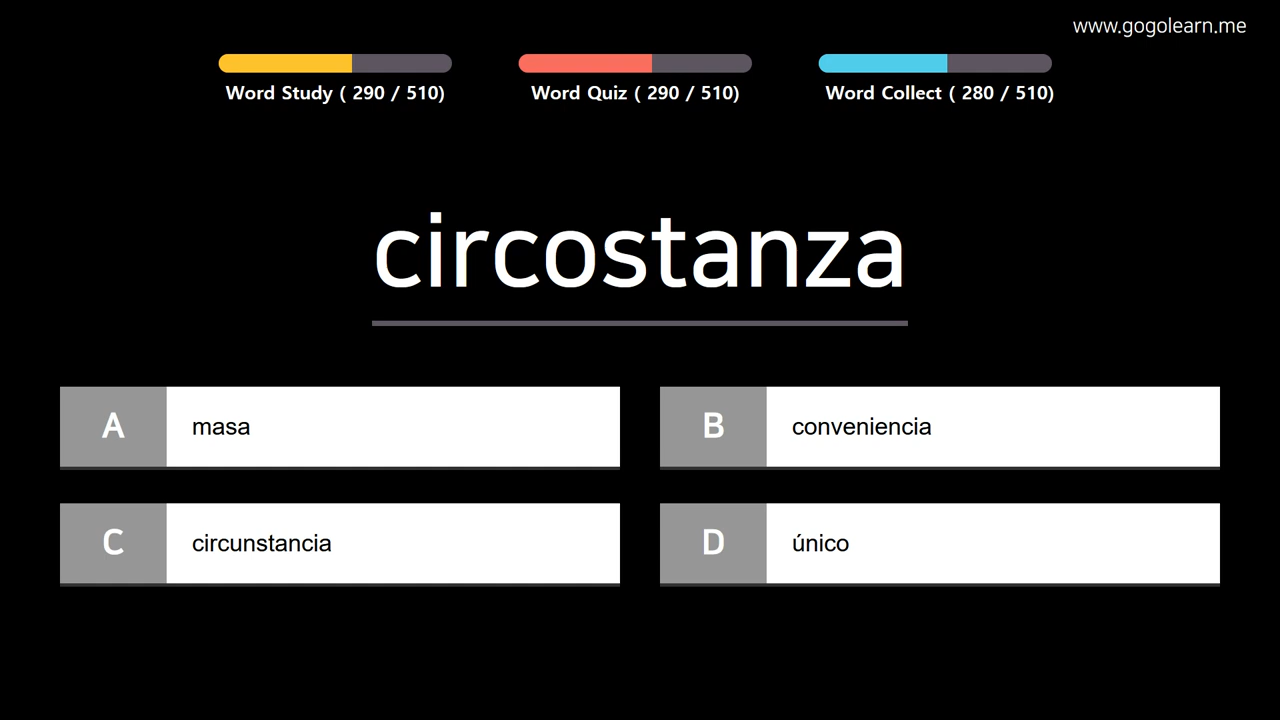 www.gogolearn.me
Word Study ( 290 / 510)
Word Quiz ( 290 / 510)
Word Collect ( 280 / 510)
circostanza
A masa
B conveniencia
C circunstancia
D único